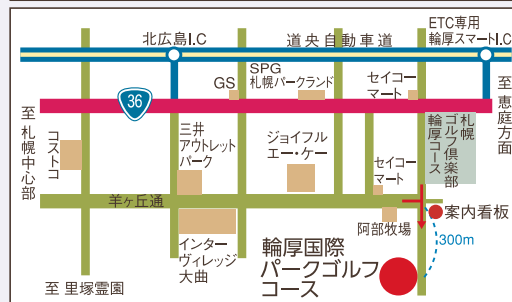 北広島I.C
道央自動車道
ETC専用
輪厚スマートI.C
GS
SPG
札幌パークランド
セイコー
マート
至 恵庭方面
36
至 札幌中心部
コストコ
三井
アウトレット
パーク
ジョイフル
エー・ケー
セイコー
マート
札幌
ゴルフ倶楽部
輪厚コース
羊ヶ丘通
阿部牧場
案内看板
300m
インター
ヴィレッジ
大曲
輪厚国際
パークゴルフ
コース
至 里塚霊園